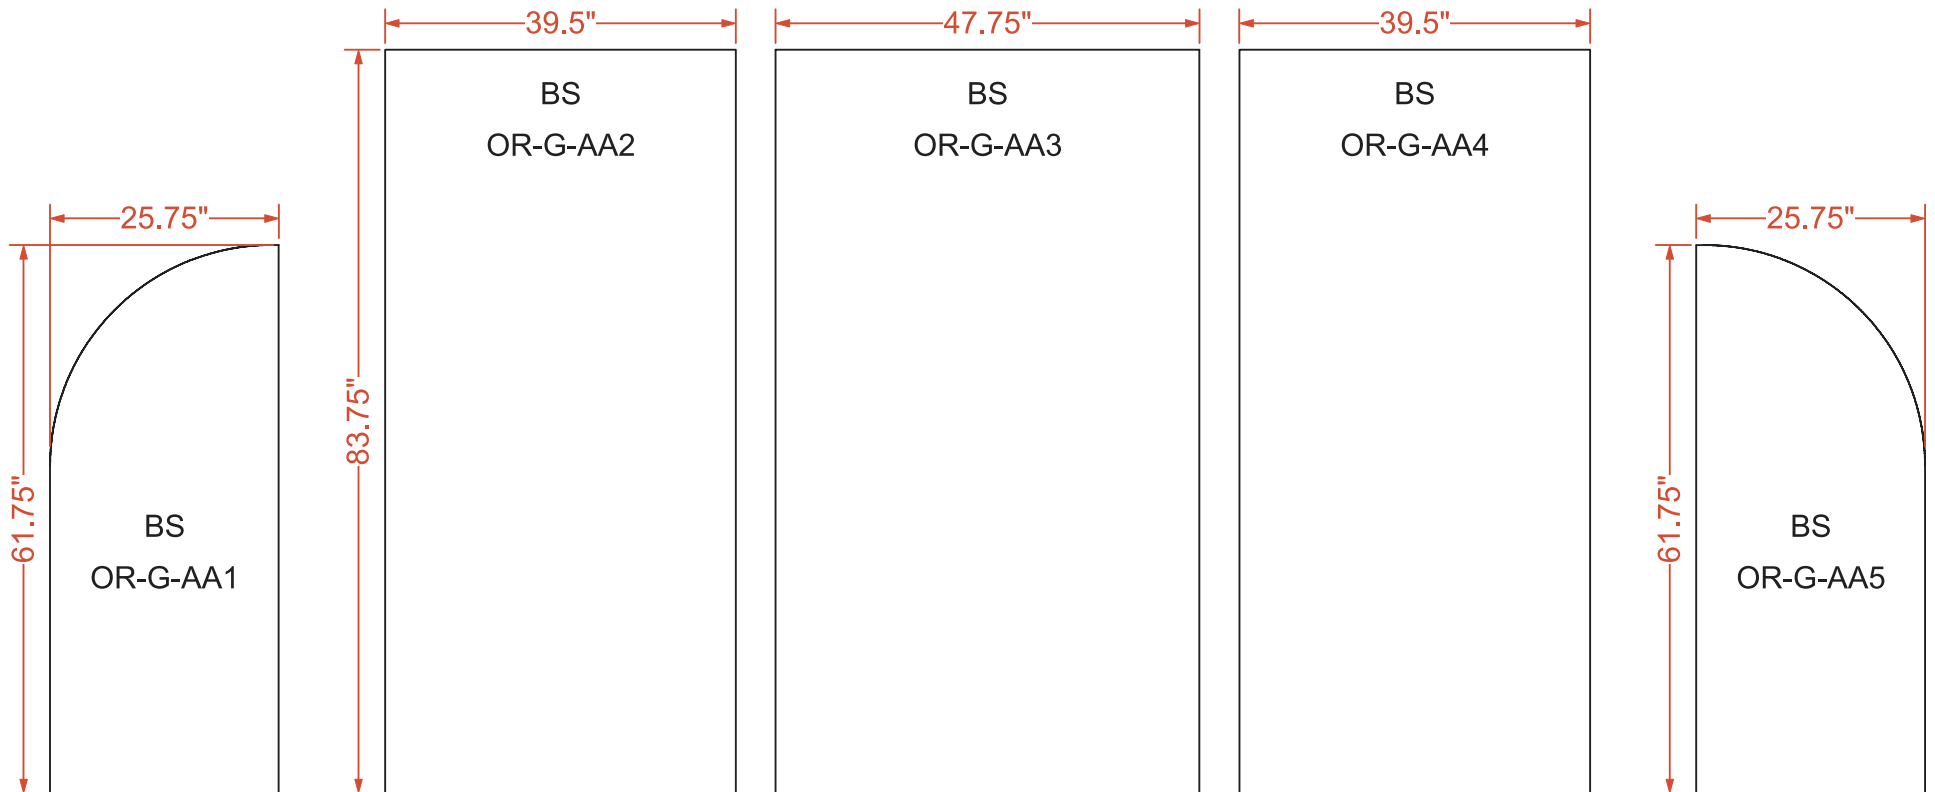 39.5"
47.75"
39.5"
BS
OR-G-AA2
BS
OR-G-AA3
BS
OR-G-AA4
25.75"
25.75"
83.75"
61.75"
61.75"
BS
OR-G-AA1
BS
OR-G-AA5